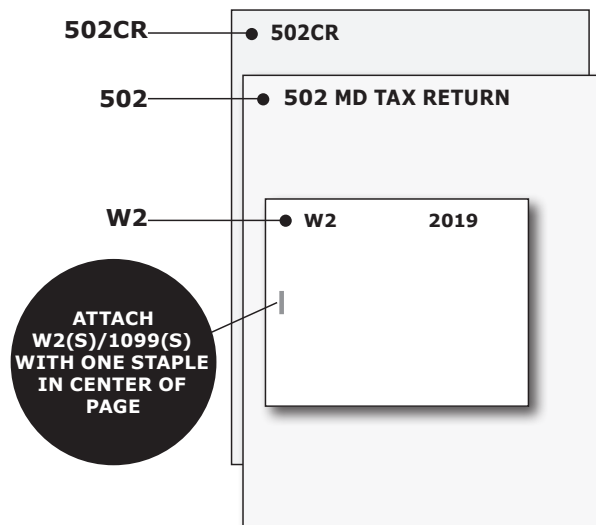 502CR
502CR
502
502 MD TAX RETURN
W2
W2 2019
ATTACH
W2(S)/1099(S)
WITH ONE STAPLE
IN CENTER OF
PAGE